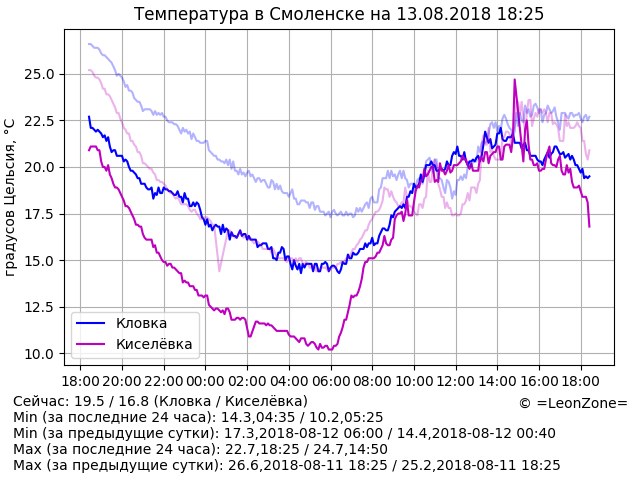 Температура в Смоленске на 13.08.2018 18:25
градусов Цельсия, °C
25.0
22.5
20.0
17.5
15.0
12.5
10.0
Кловка
Киселёвка
18:00 20:00 22:00 00:00 02:00 04:00 06:00 08:00 10:00 12:00 14:00 16:00 18:00
Сейчас: 19.5 / 16.8 (Кловка / Киселёвка)
© =LeonZone=
Min (за последние 24 часа): 14.3,04:35 / 10.2,05:25
Min (за предыдущие сутки): 17.3,2018-08-12 06:00 / 14.4,2018-08-12 00:40
Max (за последние 24 часа): 22.7,18:25 / 24.7,14:50
Max (за предыдущие сутки): 26.6,2018-08-11 18:25 / 25.2,2018-08-11 18:25